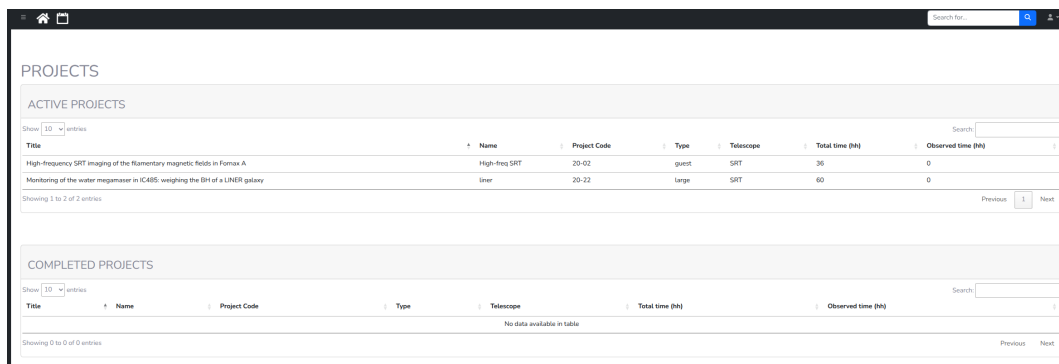 Search for...
PROJECTS
ACTIVE PROJECTS
Show 10 entries Search:
Title Name Project Code Type Telescope Total time (hh) Observed time (hh)
High-frequency SRT imaging of the filamentary magnetic fields in Fornax A High-freq SRT 20-02 guest SRT 36 0
Monitoring of the water megamaser in IC485: weighing the BH of a LINER galaxy liner 20-22 large SRT 60 0
Showing 1 to 2 of 2 entries Previous 1 Next
COMPLETED PROJECTS
Show 10 entries Search:
Title Name Project Code Type Telescope Total time (hh) Observed time (hh)
No data available in table
Showing 0 to 0 of 0 entries Previous Next